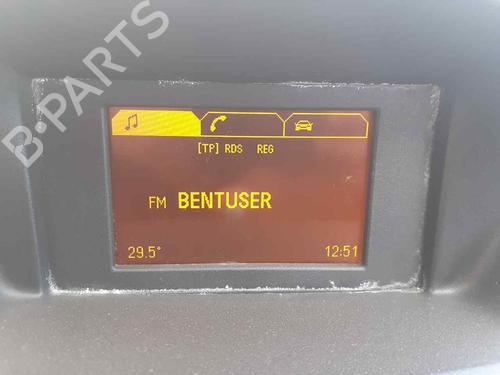 B-PARTS
[TP] RDS REG
FM BENTUSER
29.5° 12:51